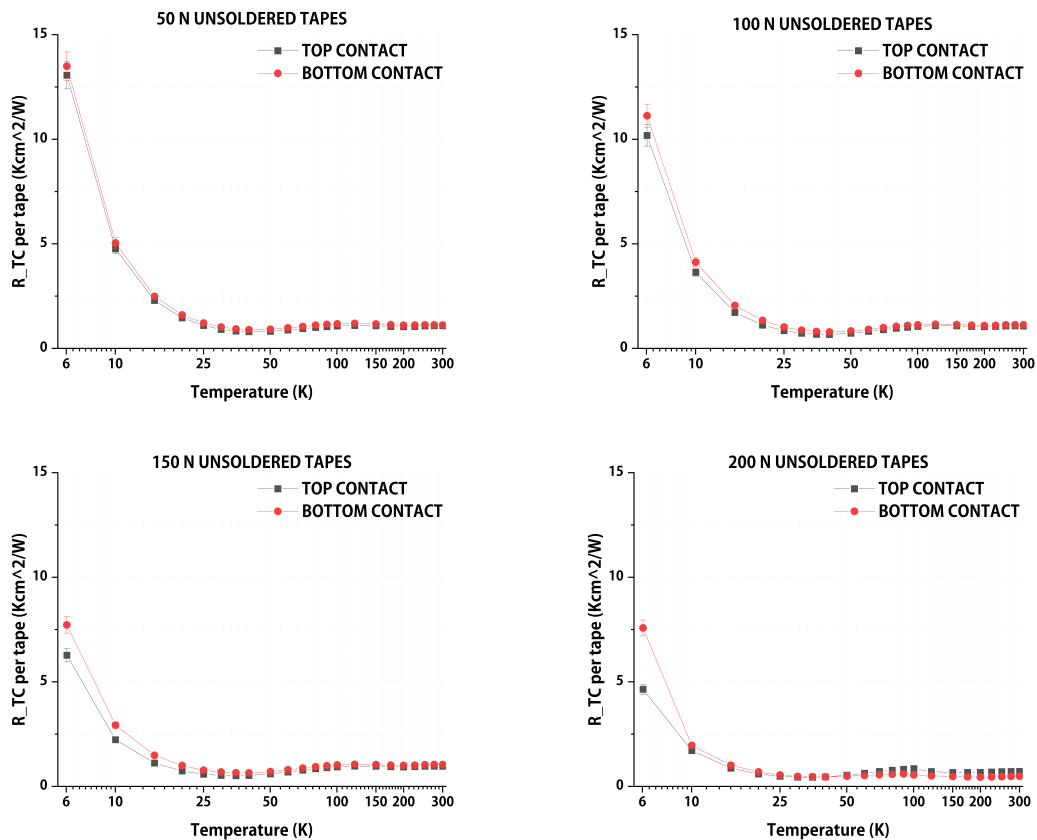 50 N UNSOLDERED TAPES
TOP CONTACT
BOTTOM CONTACT
R_TC per tape (Kcm^2/W)
15
10
5
0
6 10 25 50 100 150 200 300
Temperature (K)
100 N UNSOLDERED TAPES
TOP CONTACT
BOTTOM CONTACT
R_TC per tape (Kcm^2/W)
15
10
5
0
6 10 25 50 100 150 200 300
Temperature (K)
150 N UNSOLDERED TAPES
TOP CONTACT
BOTTOM CONTACT
R_TC per tape (Kcm^2/W)
15
10
5
0
6 10 25 50 100 150 200 300
Temperature (K)
200 N UNSOLDERED TAPES
TOP CONTACT
BOTTOM CONTACT
R_TC per tape (Kcm^2/W)
15
10
5
0
6 10 25 50 100 150 200 300
Temperature (K)